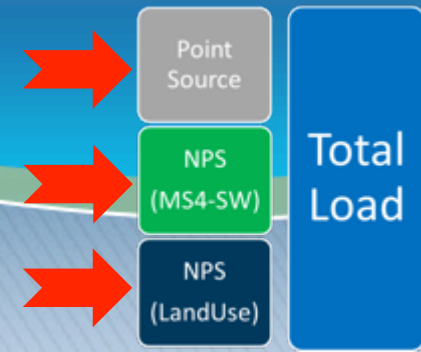 Point
Source
NPS
(MS4-SW)
NPS
(LandUse)
Total
Load